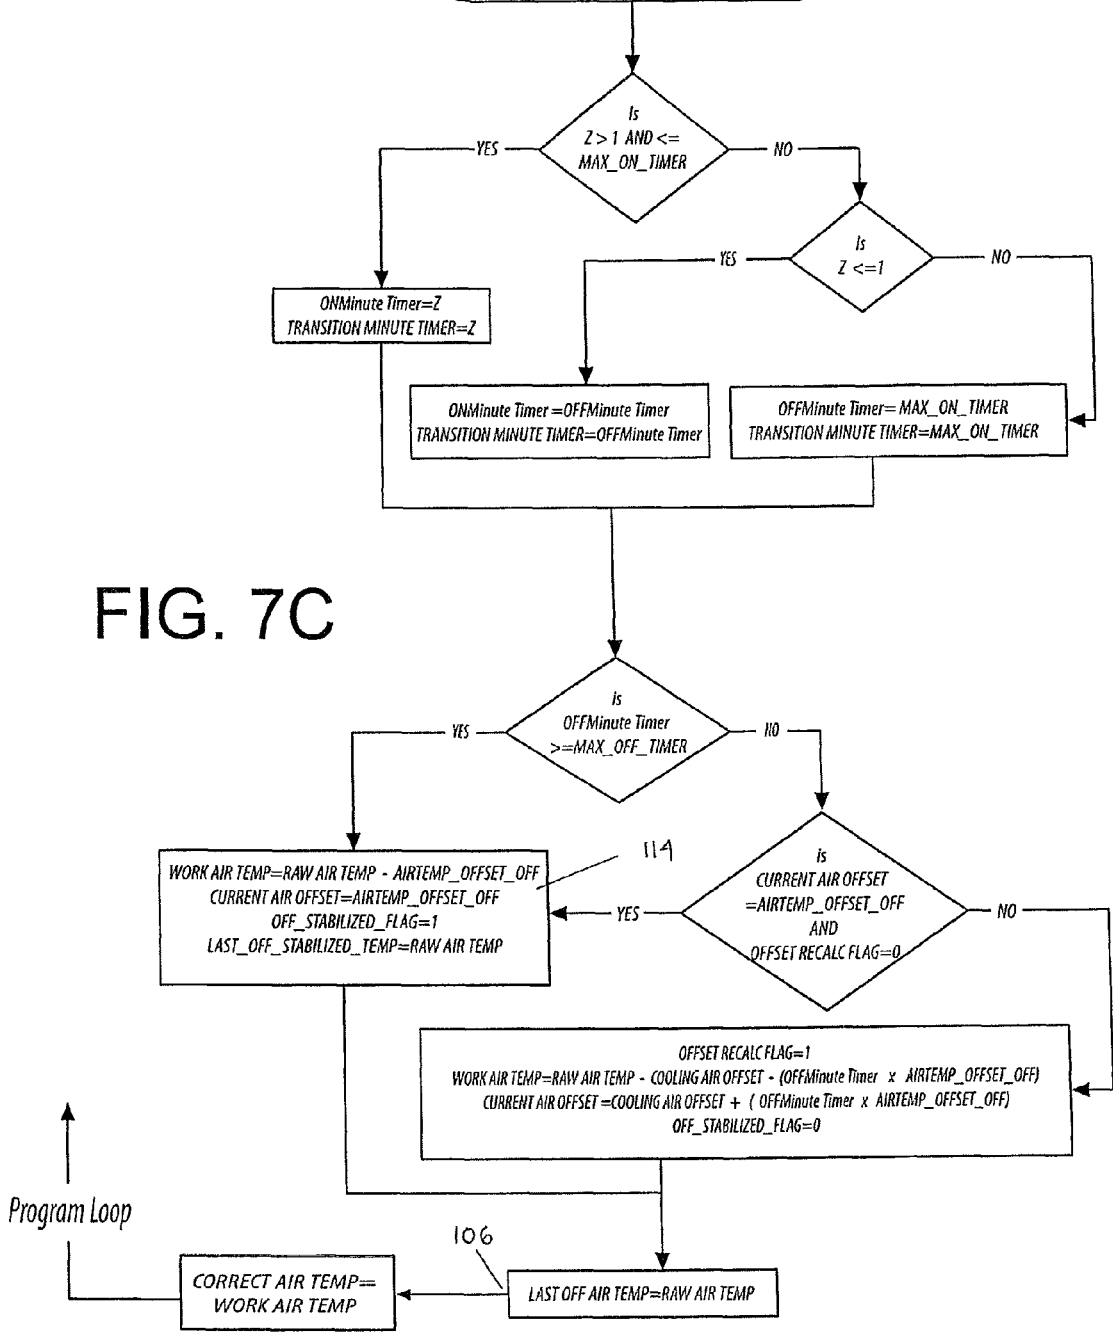 Is
Z > 1 AND <=
MAX_ON_TIMER
YES
NO
Is
Z <=1
YES
NO
ONMinute Timer=Z
TRANSITION MINUTE TIMER=Z
ONMinute Timer =OFFMinute Timer
TRANSITION MINUTE TIMER=OFFMinute Timer
OFFMinute Timer= MAX_ON_TIMER
TRANSITION MINUTE TIMER=MAX_ON_TIMER
FIG. 7C
is
OFFMinute Timer
>=MAX_OFF_TIMER
YES
NO
114
WORK AIR TEMP=RAW AIR TEMP - AIRTEMP_OFFSET_OFF
CURRENT AIR OFFSET=AIRTEMP_OFFSET_OFF
OFF_STABILIZED_FLAG=1
LAST_OFF_STABILIZED_TEMP=RAW AIR TEMP
is
CURRENT AIR OFFSET
=AIRTEMP_OFFSET_OFF
AND
OFFSET RECALC FLAG=0
YES
NO
OFFSET RECALC FLAG=1
WORK AIR TEMP=RAW AIR TEMP - COOLING AIR OFFSET - (OFFMinute Timer x AIRTEMP_OFFSET_OFF)
CURRENT AIR OFFSET =COOLING AIR OFFSET + ( OFFMinute Timer x AIRTEMP_OFFSET_OFF)
OFF_STABILIZED_FLAG=0
Program Loop
106
CORRECT AIR TEMP=
WORK AIR TEMP
LAST OFF AIR TEMP=RAW AIR TEMP